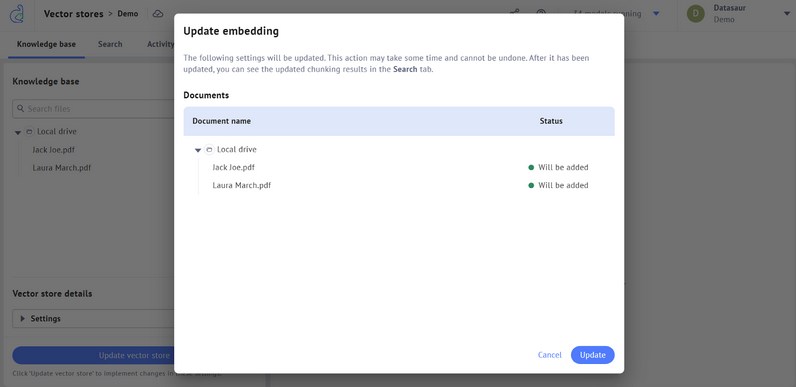 Vector stores > Demo
models running
Datasaur
D
Demo
Knowledge base
Search
Activity
Knowledge base
Search files
Local drive
Jack Joe.pdf
Laura March.pdf
Vector store details
Settings
Update vector store
Click 'Update vector store' to implement changes in
Update embedding
The following settings will be updated. This action may take some time and cannot be undone. After it has been
updated, you can see the updated chunking results in the Search tab.
Documents
Document name
Status
Local drive
Jack Joe.pdf
Will be added
Laura March.pdf
Will be added
Cancel
Update